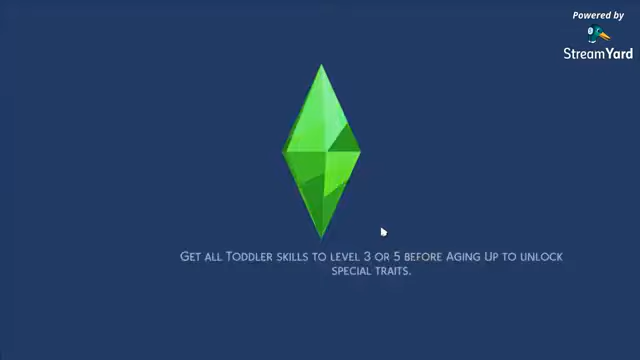 Powered by
StreamYard
Get all Toddler skills to level 3 or 5 before Aging Up to unlock
special traits.